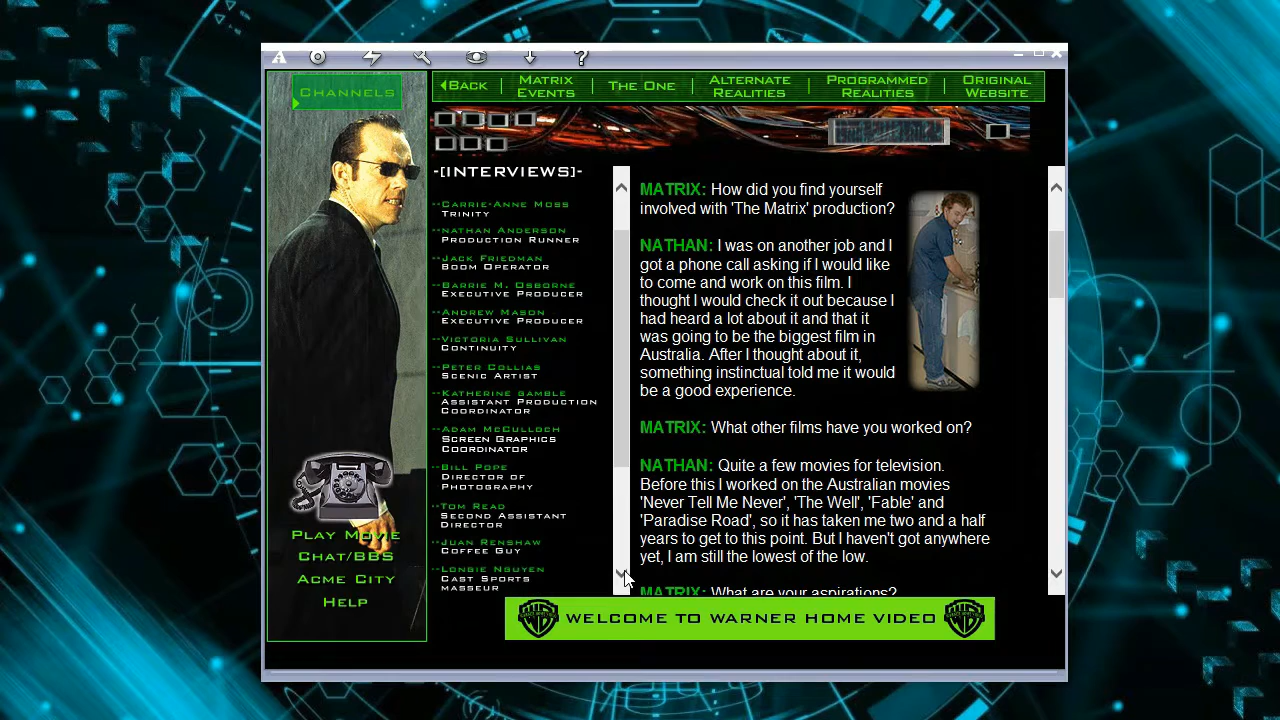 CHANNELS
◄BACK
MATRIX
EVENTS
THE ONE
ALTERNATE
REALITIES
PROGRAMMED
REALITIES
ORIGINAL
WEBSITE
-[INTERVIEWS]-
--CARRIE-ANNE MOSS
TRINITY
--NATHAN ANDERSON
PRODUCTION RUNNER
--JACK FRIEDMAN
BOOM OPERATOR
--BARRIE M. OSBORNE
EXECUTIVE PRODUCER
--ANDREW MASON
EXECUTIVE PRODUCER
--VICTORIA SULLIVAN
CONTINUITY
--PETER COLLIAS
SCENIC ARTIST
--KATHERINE GAMBLE
ASSISTANT PRODUCTION
COORDINATOR
--ADAM MCCULLOCH
SCREEN GRAPHICS
COORDINATOR
--BILL POPE
DIRECTOR OF
PHOTOGRAPHY
--TOM READ
SECOND ASSISTANT
DIRECTOR
--JUAN RENSHAW
COFFEE GUY
--LONGIE NGUYEN
CAST SPORTS
MASSEUR
MATRIX: How did you find yourself
involved with 'The Matrix' production?
NATHAN: I was on another job and I
got a phone call asking if I would like
to come and work on this film. I
thought I would check it out because I
had heard a lot about it and that it
was going to be the biggest film in
Australia. After I thought about it,
something instinctual told me it would
be a good experience.
MATRIX: What other films have you worked on?
NATHAN: Quite a few movies for television.
Before this I worked on the Australian movies
'Never Tell Me Never', 'The Well', 'Fable' and
'Paradise Road', so it has taken me two and a half
years to get to this point. But I haven't got anywhere
yet, I am still the lowest of the low.
MATRIX: What are your aspirations?
PLAY MOVIE
CHAT/BBS
ACME CITY
HELP
WELCOME TO WARNER HOME VIDEO